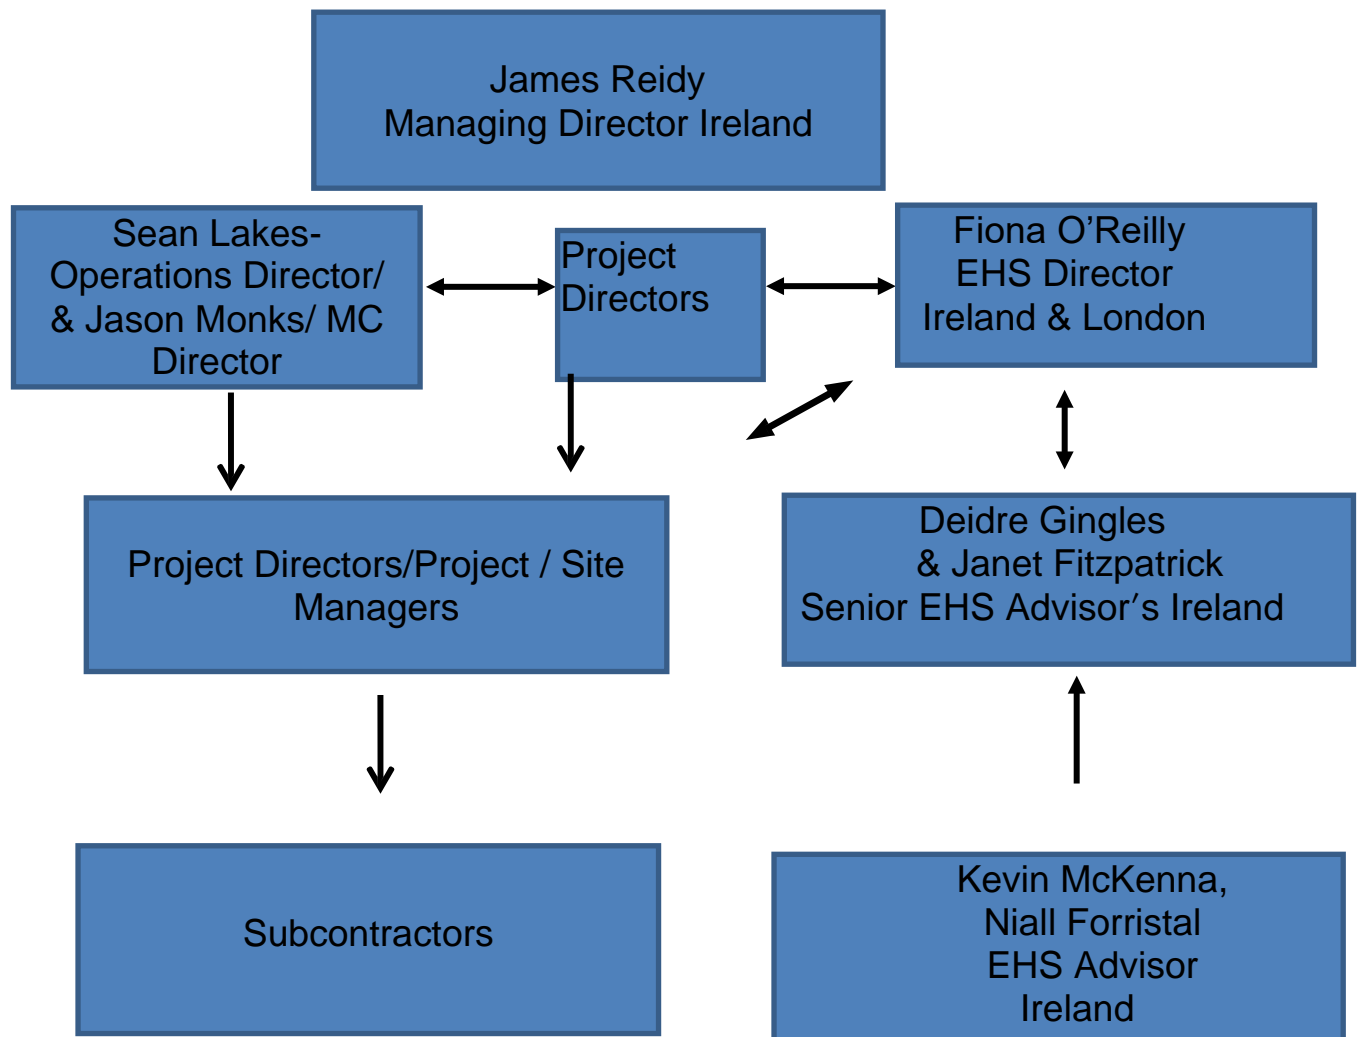 James Reidy
Managing Director Ireland
Sean Lakes-
Operations Director/
& Jason Monks/ MC
Director
Project
Directors
Fiona O’Reilly
EHS Director
Ireland & London
Project Directors/Project / Site
Managers
Deidre Gingles
& Janet Fitzpatrick
Senior EHS Advisor′s Ireland
Subcontractors
Kevin McKenna,
Niall Forristal
EHS Advisor
Ireland